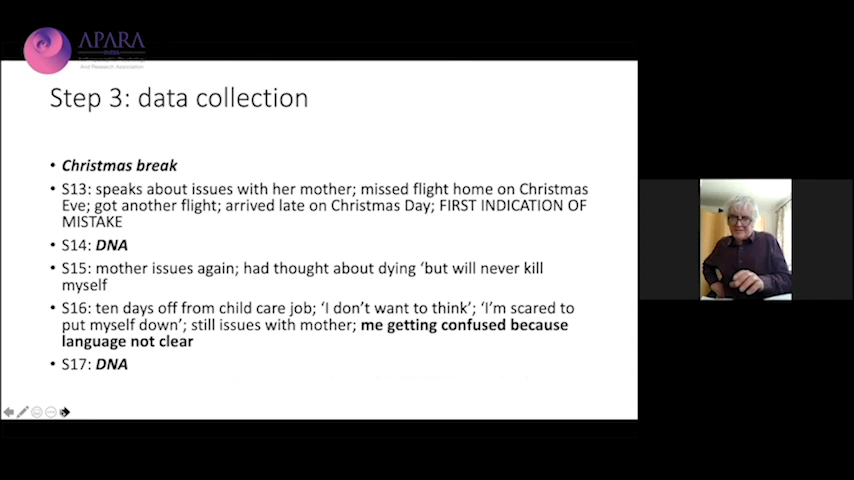 APARA
And Research Association
Step 3: data collection
• Christmas break
• S13: speaks about issues with her mother; missed flight home on Christmas
Eve; got another flight; arrived late on Christmas Day; FIRST INDICATION OF
MISTAKE
• S14: DNA
• S15: mother issues again; had thought about dying ‘but will never kill
myself
• S16: ten days off from child care job; ‘I don’t want to think’; ‘I’m scared to
put myself down’; still issues with mother; me getting confused because
language not clear
• S17: DNA